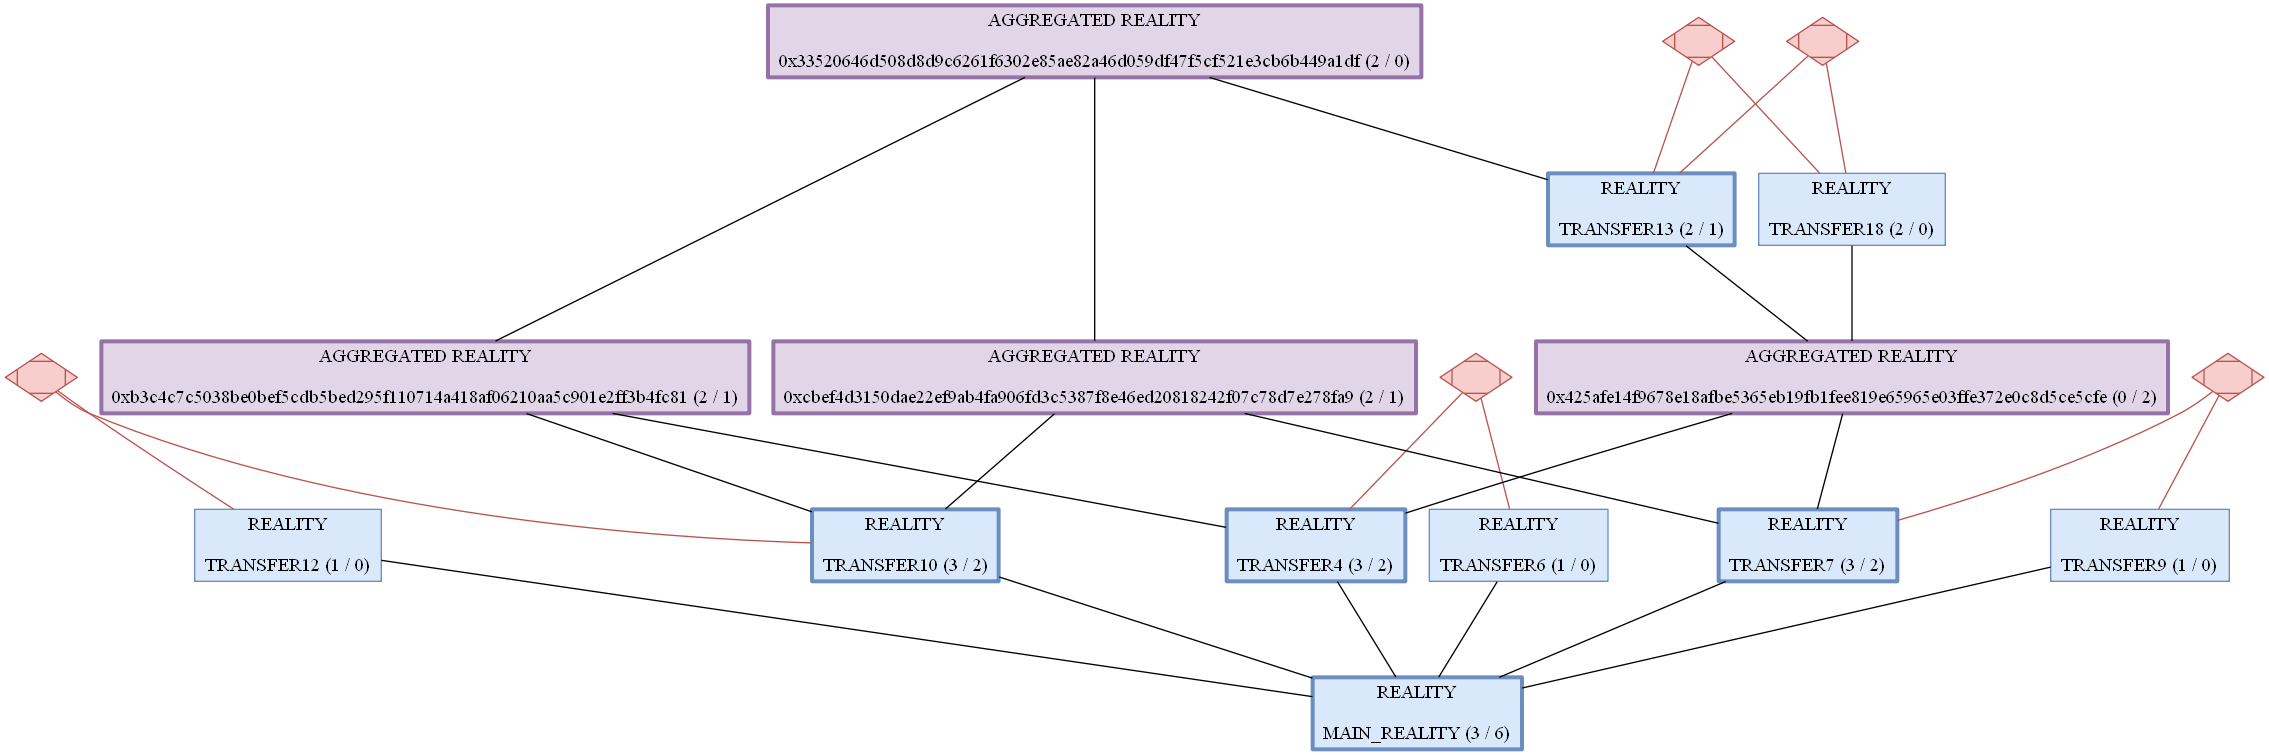 AGGREGATED REALITY
0x33520646d508d8d9c6261f6302e85ae82a46d059df47f5cf521e3cb6b449a1df (2 / 0)
REALITY
TRANSFER13 (2 / 1)
REALITY
TRANSFER18 (2 / 0)
AGGREGATED REALITY
0xb3c4c7c5038be0bef5cdb5bed295f110714a418af06210aa5c901e2ff3b4fc81 (2 / 1)
AGGREGATED REALITY
0xcbef4d3150dae22ef9ab4fa906fd3c5387f8e46ed20818242f07c78d7e278fa9 (2 / 1)
AGGREGATED REALITY
0x425afe14f9678e18afbe5365eb19fb1fee819e65965e03ffe372e0c8d5ce5cfe (0 / 2)
REALITY
TRANSFER12 (1 / 0)
REALITY
TRANSFER10 (3 / 2)
REALITY
TRANSFER4 (3 / 2)
REALITY
TRANSFER6 (1 / 0)
REALITY
TRANSFER7 (3 / 2)
REALITY
TRANSFER9 (1 / 0)
REALITY
MAIN_REALITY (3 / 6)